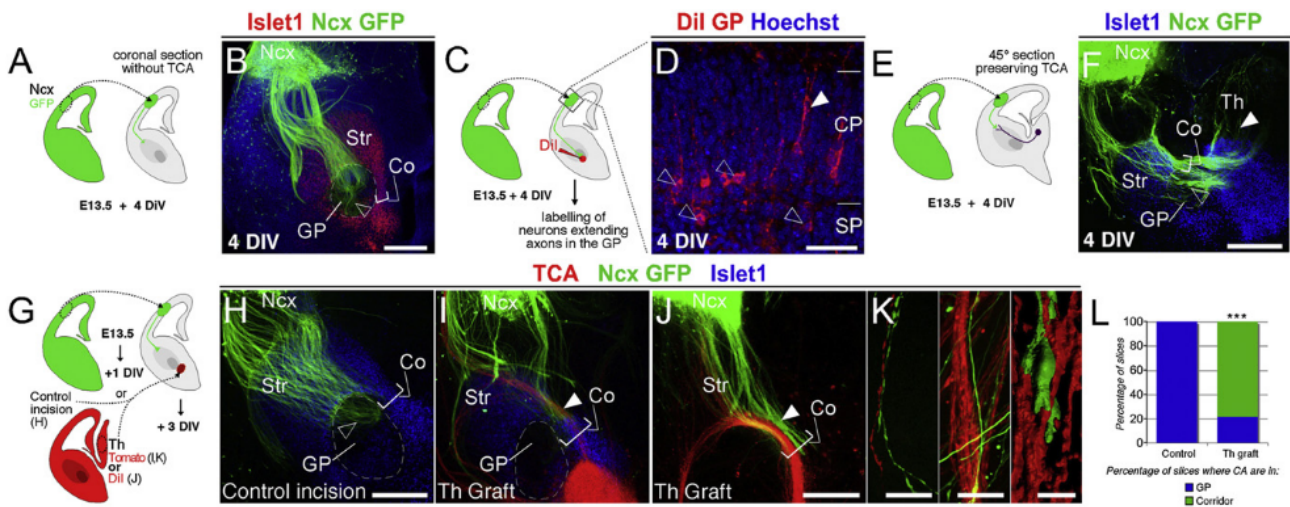 Islet1 Ncx GFP
DiI GP Hoechst
Islet1 Ncx GFP
A
coronal section
without TCA
Ncx
GFP
E13.5 + 4 DiV
B
Ncx
Str
Co
GP
4 DIV
C
DiI
E13.5 + 4 DIV
labelling of
neurons extending
axons in the GP
D
CP
SP
4 DIV
E
45° section
preserving TCA
E13.5 + 4 DiV
F
Ncx
Th
Co
Str
GP
4 DIV
TCA Ncx GFP Islet1
G
E13.5
+1 DIV
or
Control
incision
(H)
+ 3 DIV
Th
Tomato (I,K)
or
DiI (J)
H
Ncx
Str
Co
GP
Control incision
I
Ncx
Str
Co
GP
Th Graft
J
Ncx
Str
Co
Th Graft
K
L
***
Percentage of slices
100
80
60
40
20
0
Control
Th graft
Percentage of slices where CA are in:
GP
Corridor